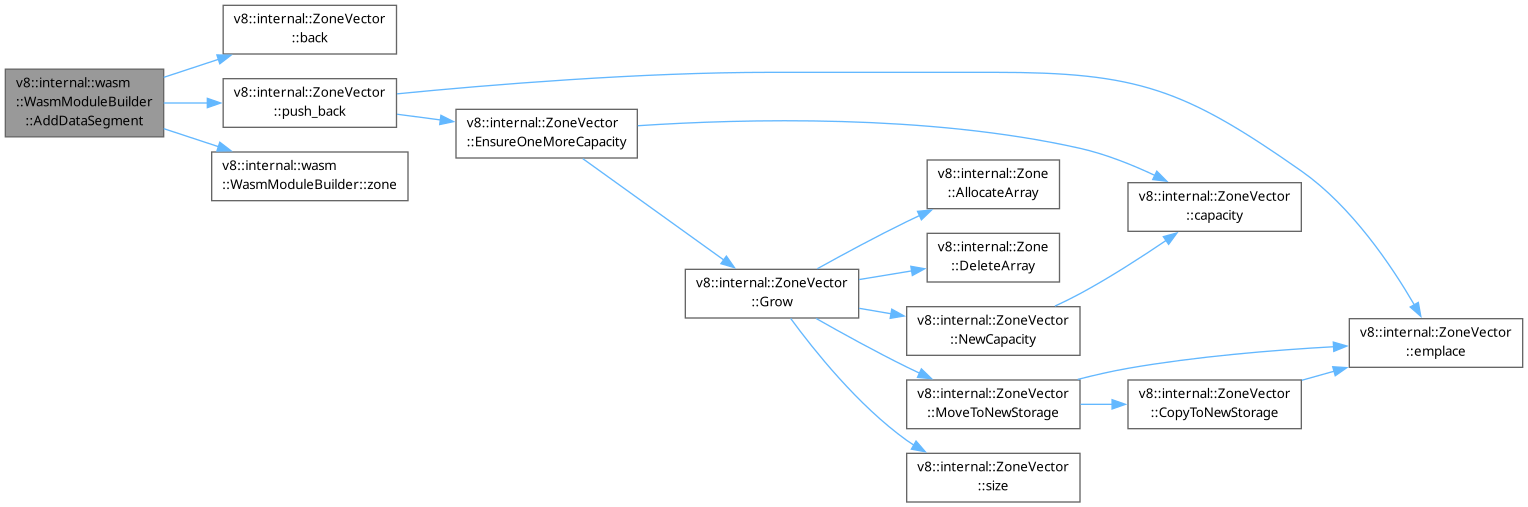 v8::internal::wasm
::WasmModuleBuilder
::AddDataSegment
v8::internal::ZoneVector
::back
v8::internal::ZoneVector
::push_back
v8::internal::wasm
::WasmModuleBuilder::zone
v8::internal::ZoneVector
::EnsureOneMoreCapacity
v8::internal::ZoneVector
::Grow
v8::internal::Zone
::AllocateArray
v8::internal::Zone
::DeleteArray
v8::internal::ZoneVector
::NewCapacity
v8::internal::ZoneVector
::MoveToNewStorage
v8::internal::ZoneVector
::size
v8::internal::ZoneVector
::capacity
v8::internal::ZoneVector
::CopyToNewStorage
v8::internal::ZoneVector
::emplace